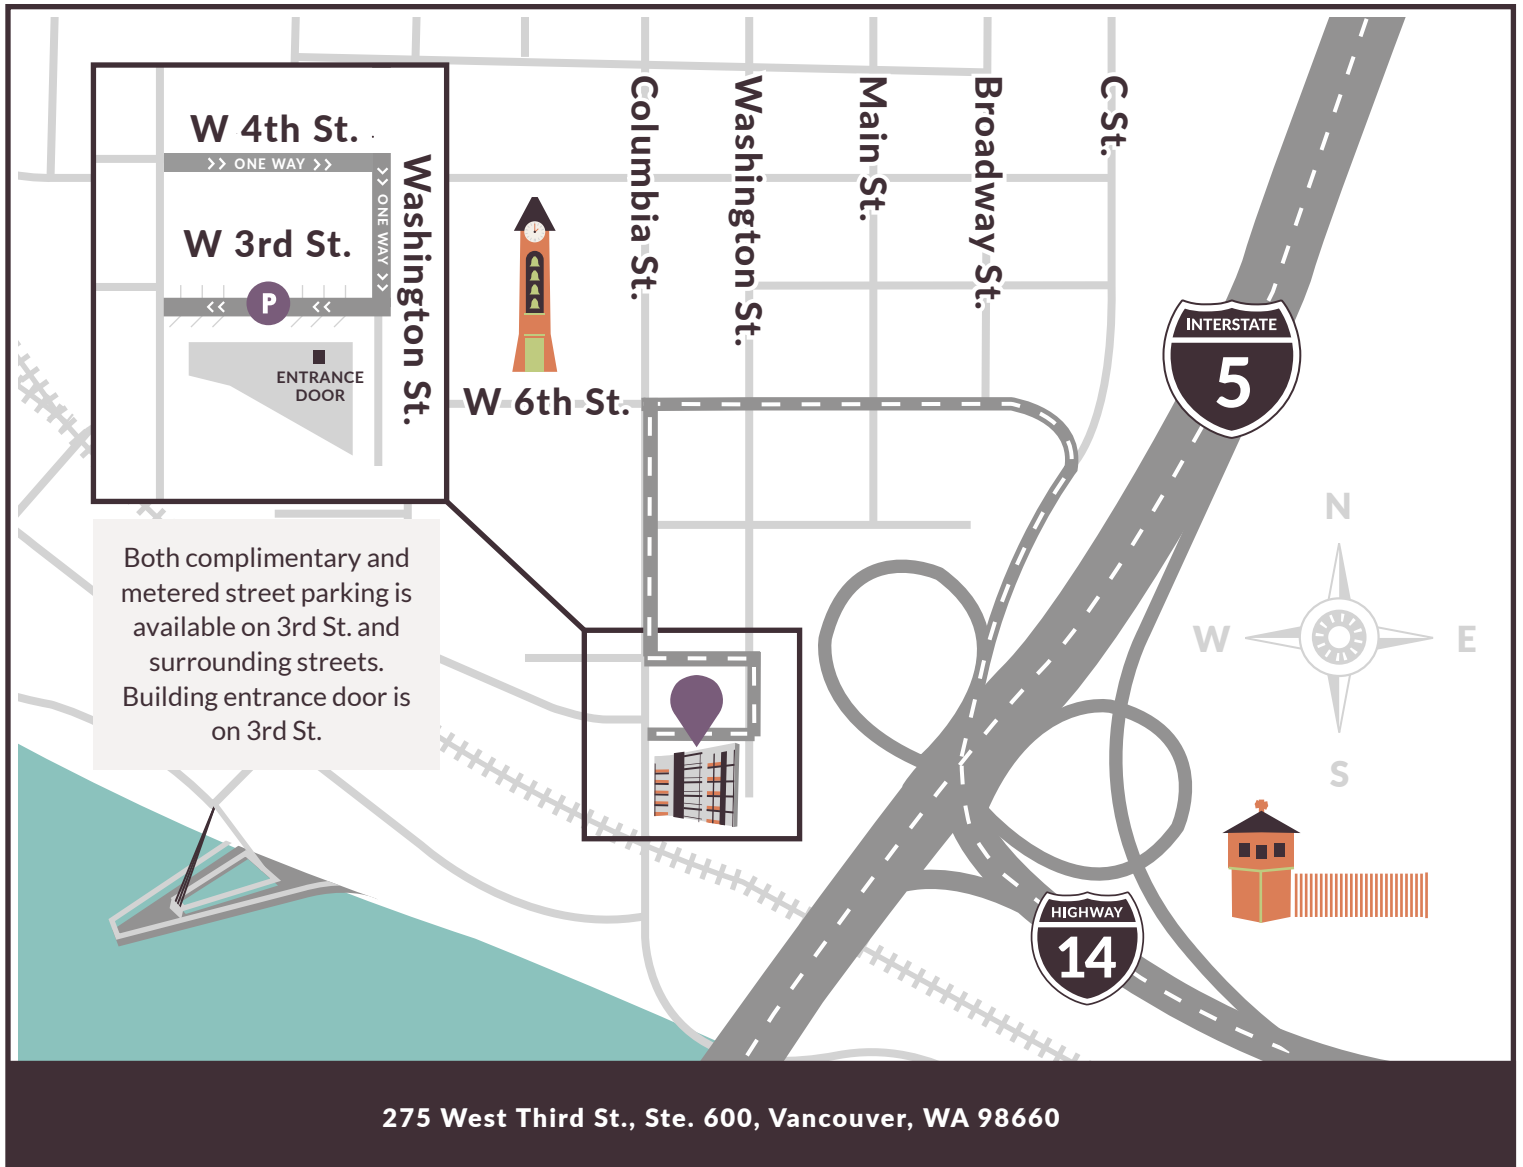 W 4th St.
>> ONE WAY >>
>> ONE WAY >>
Washington St.
W 3rd St.
<< P <<
ENTRANCE
DOOR
Columbia St.
Washington St.
Main St.
Broadway St.
C St.
W 6th St.
INTERSTATE
5
N
W
E
S
Both complimentary and
metered street parking is
available on 3rd St. and
surrounding streets.
Building entrance door is
on 3rd St.
HIGHWAY
14
275 West Third St., Ste. 600, Vancouver, WA 98660